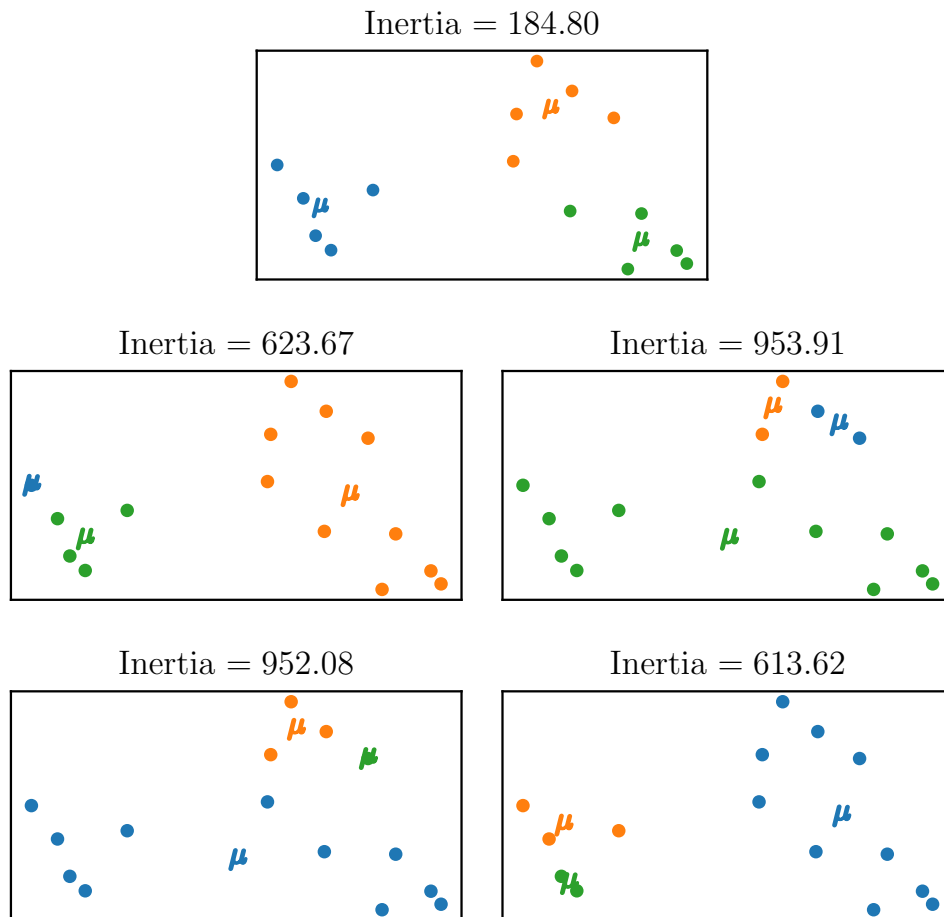 Inertia = 184.80
μ
μ
μ
Inertia = 623.67
μ
μ
μ
Inertia = 953.91
μ
μ
μ
Inertia = 952.08
μ
μ
μ
Inertia = 613.62
μ
μ
μ